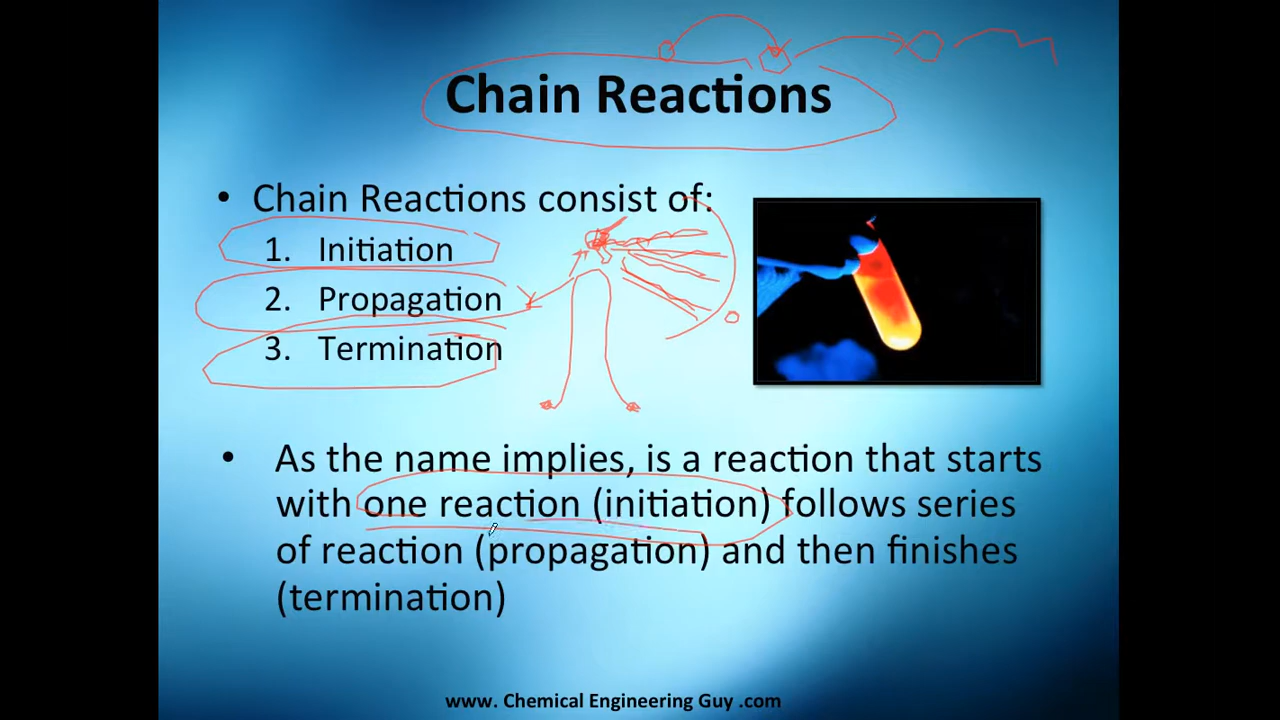 Chain Reactions
• Chain Reactions consist of:
1. Initiation
2. Propagation
3. Termination
• As the name implies, is a reaction that starts
with one reaction (initiation) follows series
of reaction (propagation) and then finishes
(termination)
www. Chemical Engineering Guy .com